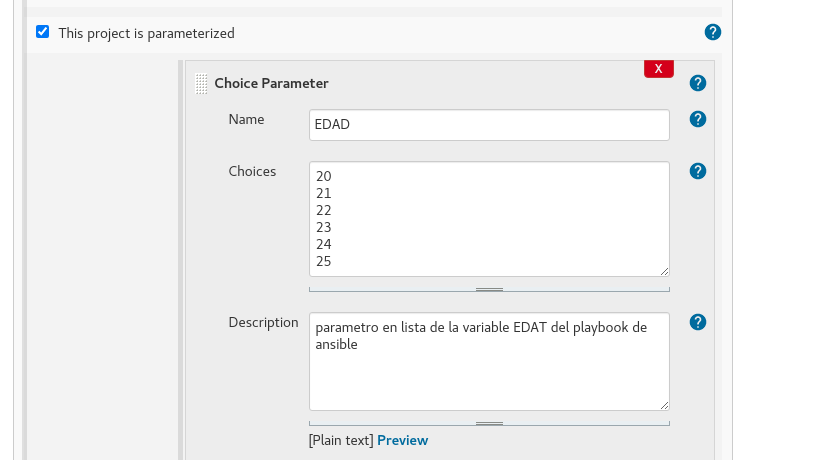 This project is parameterized
?
X
Choice Parameter
?
Name
EDAD
?
Choices
20
21
22
23
24
25
?
Description
parametro en lista de la variable EDAT del playbook de
ansible
?
[Plain text] Preview